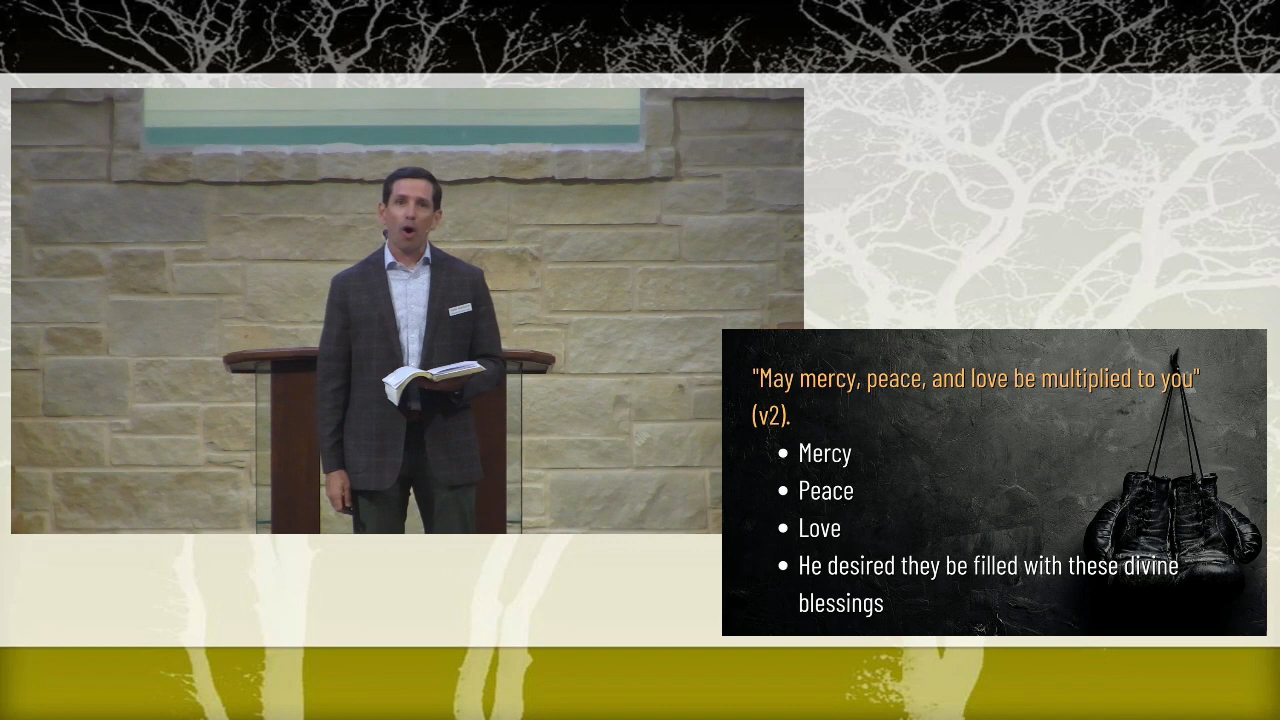 "May mercy, peace, and love be multiplied to you"
(v2).
• Mercy
• Peace
• Love
• He desired they be filled with these divine
blessings